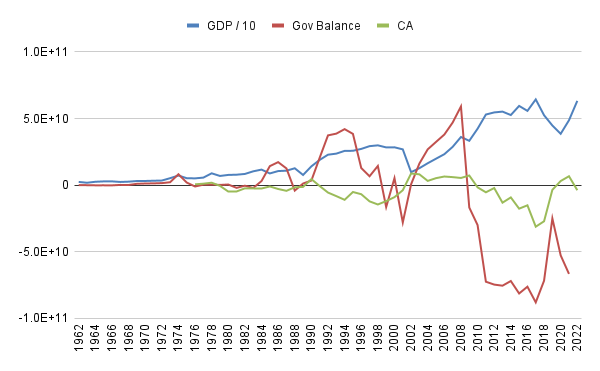 GDP / 10 Gov Balance CA
1.0E+11
5.0E+10
0
-5.0E+10
-1.0E+11
1962 1964 1966 1968 1970 1972 1974 1976 1978 1980 1982 1984 1986 1988 1990 1992 1994 1996 1998 2000 2002 2004 2006 2008 2010 2012 2014 2016 2018 2020 2022